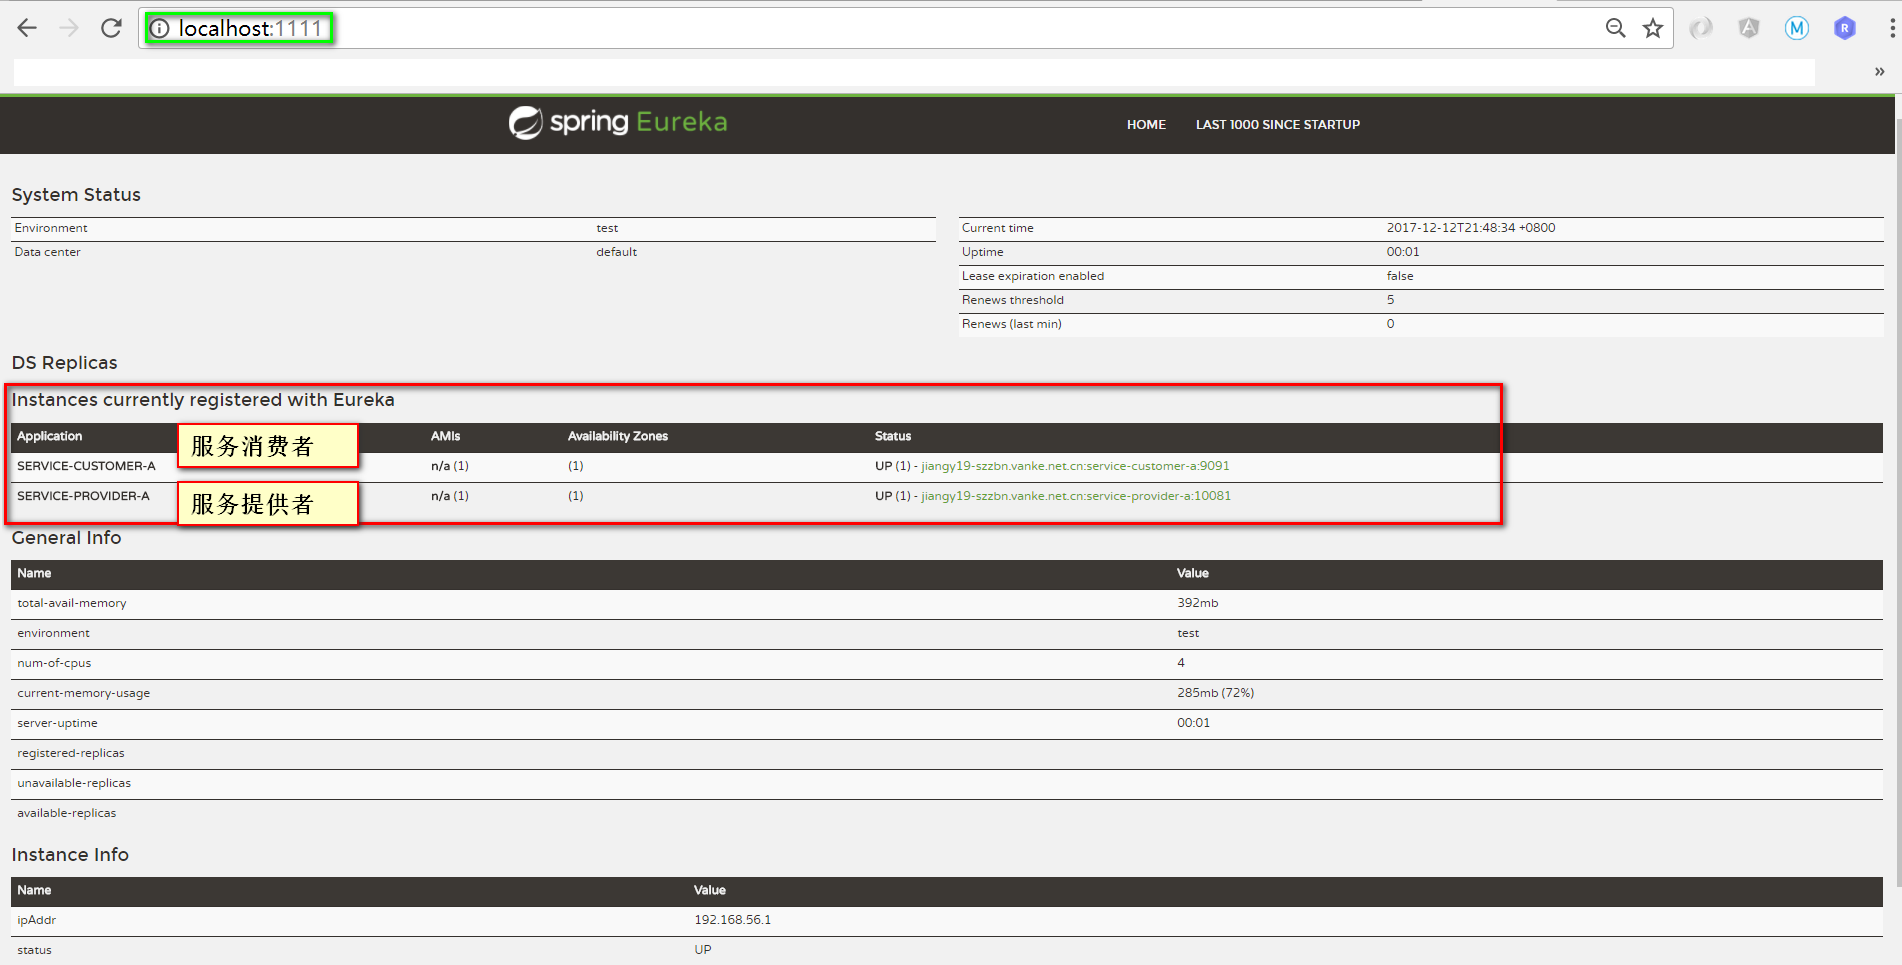 localhost:1111
»
spring Eureka
HOME LAST 1000 SINCE STARTUP
System Status
Environment test
Data center default
Current time 2017-12-12T21:48:34 +0800
Uptime 00:01
Lease expiration enabled false
Renews threshold 5
Renews (last min) 0
DS Replicas
Instances currently registered with Eureka
Application AMIs Availability Zones Status
服务消费者
SERVICE-CUSTOMER-A n/a (1) (1) UP (1) - jiangy19-szzbn.vanke.net.cn:service-customer-a:9091
SERVICE-PROVIDER-A n/a (1) (1) UP (1) - jiangy19-szzbn.vanke.net.cn:service-provider-a:10081
服务提供者
General Info
Name Value
total-avail-memory 392mb
environment test
num-of-cpus 4
current-memory-usage 285mb (72%)
server-uptime 00:01
registered-replicas
unavailable-replicas
available-replicas
Instance Info
Name Value
ipAddr 192.168.56.1
status UP